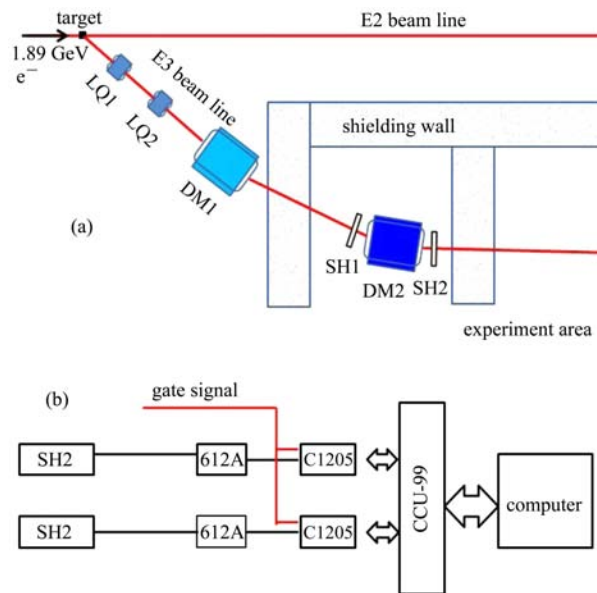 target
E2 beam line
1.89 GeV
e−
E3 beam line
LQ1
LQ2
DM1
shielding wall
(a)
SH1
DM2
SH2
experiment area
(b)
gate signal
SH2
612A
C1205
SH2
612A
C1205
CCU-99
computer